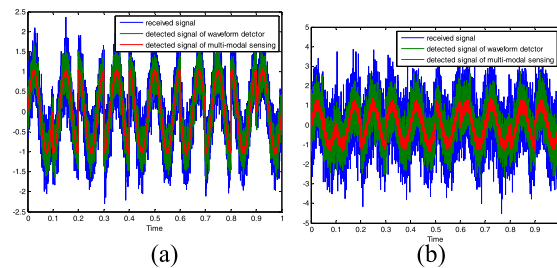 received signal
detected signal of waveform detctor
detected signal of multi-modal sensing
2.5
2
1.5
1
0.5
0
-0.5
-1
-1.5
-2
-2.5
0 0.1 0.2 0.3 0.4 0.5 0.6 0.7 0.8 0.9 1
Time
(a)
received signal
detected signal of waveform detector
detected signal of multi-modal sensing
5
4
3
2
1
0
-1
-2
-3
-4
-5
0 0.1 0.2 0.3 0.4 0.5 0.6 0.7 0.8 0.9
Time
(b)